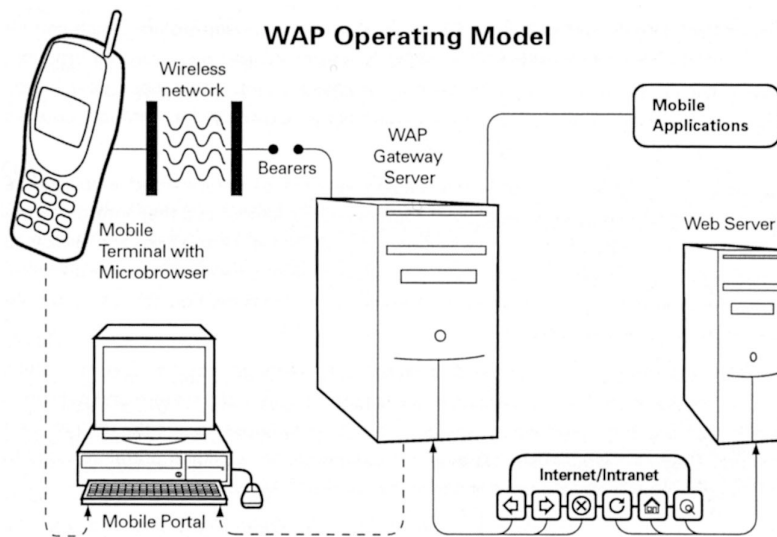 WAP Operating Model
Wireless
network
Bearers
WAP
Gateway
Server
Mobile
Applications
Mobile
Terminal with
Microbrowser
Web Server
Mobile Portal
Internet/Intranet